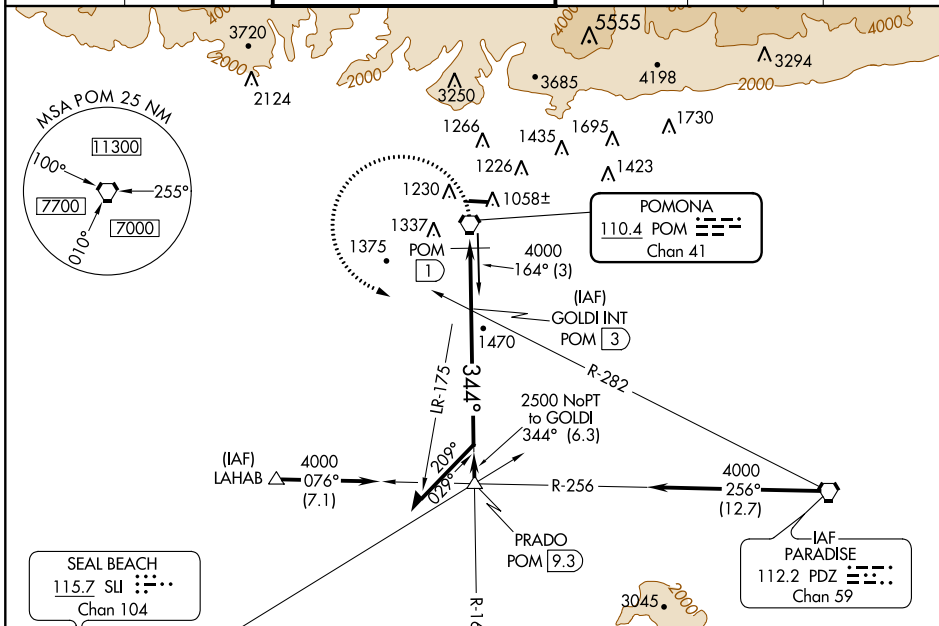 4000
5555
4000
4000
3720
2000
2124
2000
3250
3685
4198
3294
2000
MSA POM 25 NM
11300
100°
255°
7700
7000
010°
1266
1435
1695
1730
1226
1423
1230
1058±
1337
1375
POM
1
4000
164° (3)
POMONA
110.4 POM
Chan 41
(IAF)
GOLDI INT
POM 3
1470
LR-175
344°
R-282
2500 NoPT
to GOLDI
344° (6.3)
209°
029°
(IAF)
LAHAB
4000
076°
(7.1)
R-256
4000
256°
(12.7)
PRADO
POM 9.3
IAF
PARADISE
112.2 PDZ
Chan 59
SEAL BEACH
115.7 SLI
Chan 104
3045
2000